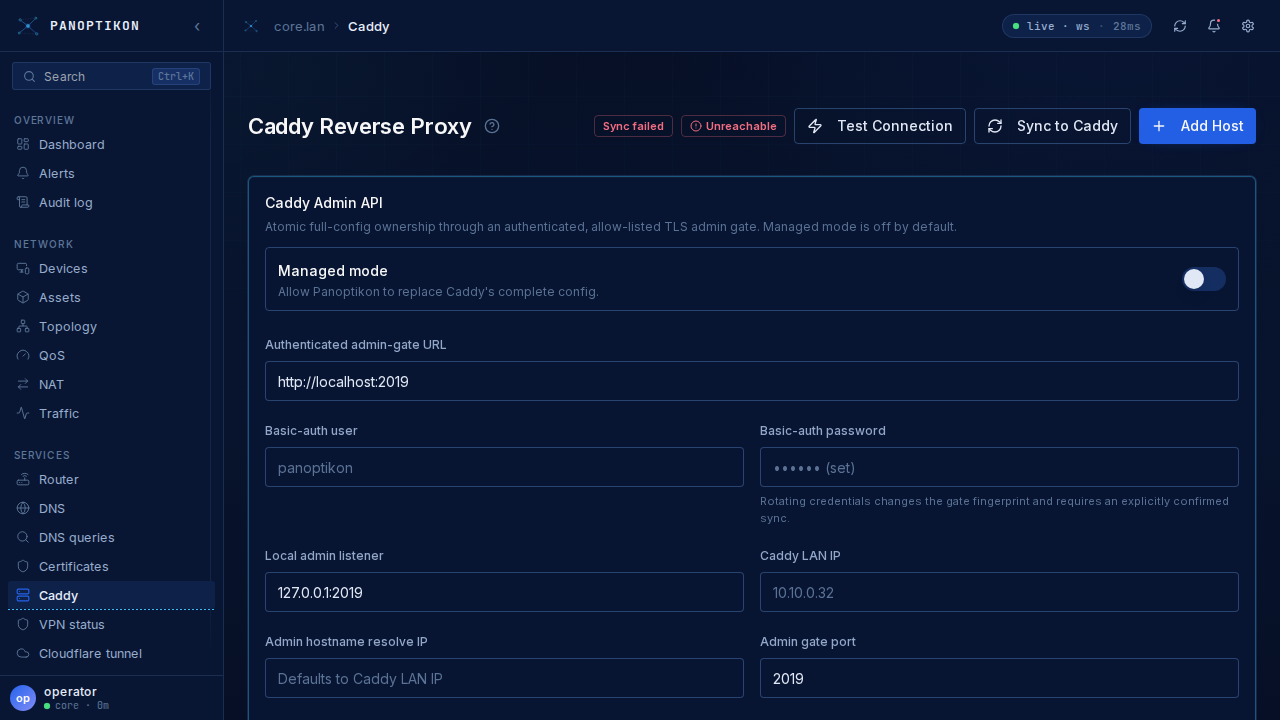 PANOPTIKON
Search
Ctrl+K
OVERVIEW
Dashboard
Alerts
Audit log
NETWORK
Devices
Assets
Topology
QoS
NAT
Traffic
SERVICES
Router
DNS
DNS queries
Certificates
Caddy
VPN status
Cloudflare tunnel
op
operator
core · 0m
core.lan
Caddy
live · ws · 28ms
Caddy Reverse Proxy
Sync failed
Unreachable
Test Connection
Sync to Caddy
Add Host
Caddy Admin API
Atomic full-config ownership through an authenticated, allow-listed TLS admin gate. Managed mode is off by default.
Managed mode
Allow Panoptikon to replace Caddy's complete config.
Authenticated admin-gate URL
http://localhost:2019
Basic-auth user
Basic-auth password
panoptikon
•••••• (set)
Rotating credentials changes the gate fingerprint and requires an explicitly confirmed
sync.
Local admin listener
Caddy LAN IP
127.0.0.1:2019
10.10.0.32
Admin hostname resolve IP
Admin gate port
Defaults to Caddy LAN IP
2019